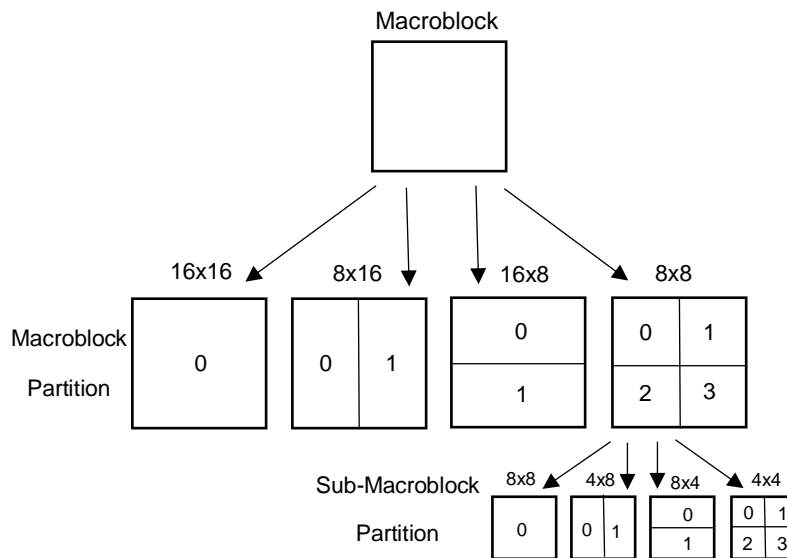 Macroblock
16x16 8x16 16x8 8x8
Macroblock
Partition
0
0 1
0
1
0 1
2 3
Sub-Macroblock
Partition
8x8 4x8 8x4 4x4
0
0 1
0
1
0 1
2 3